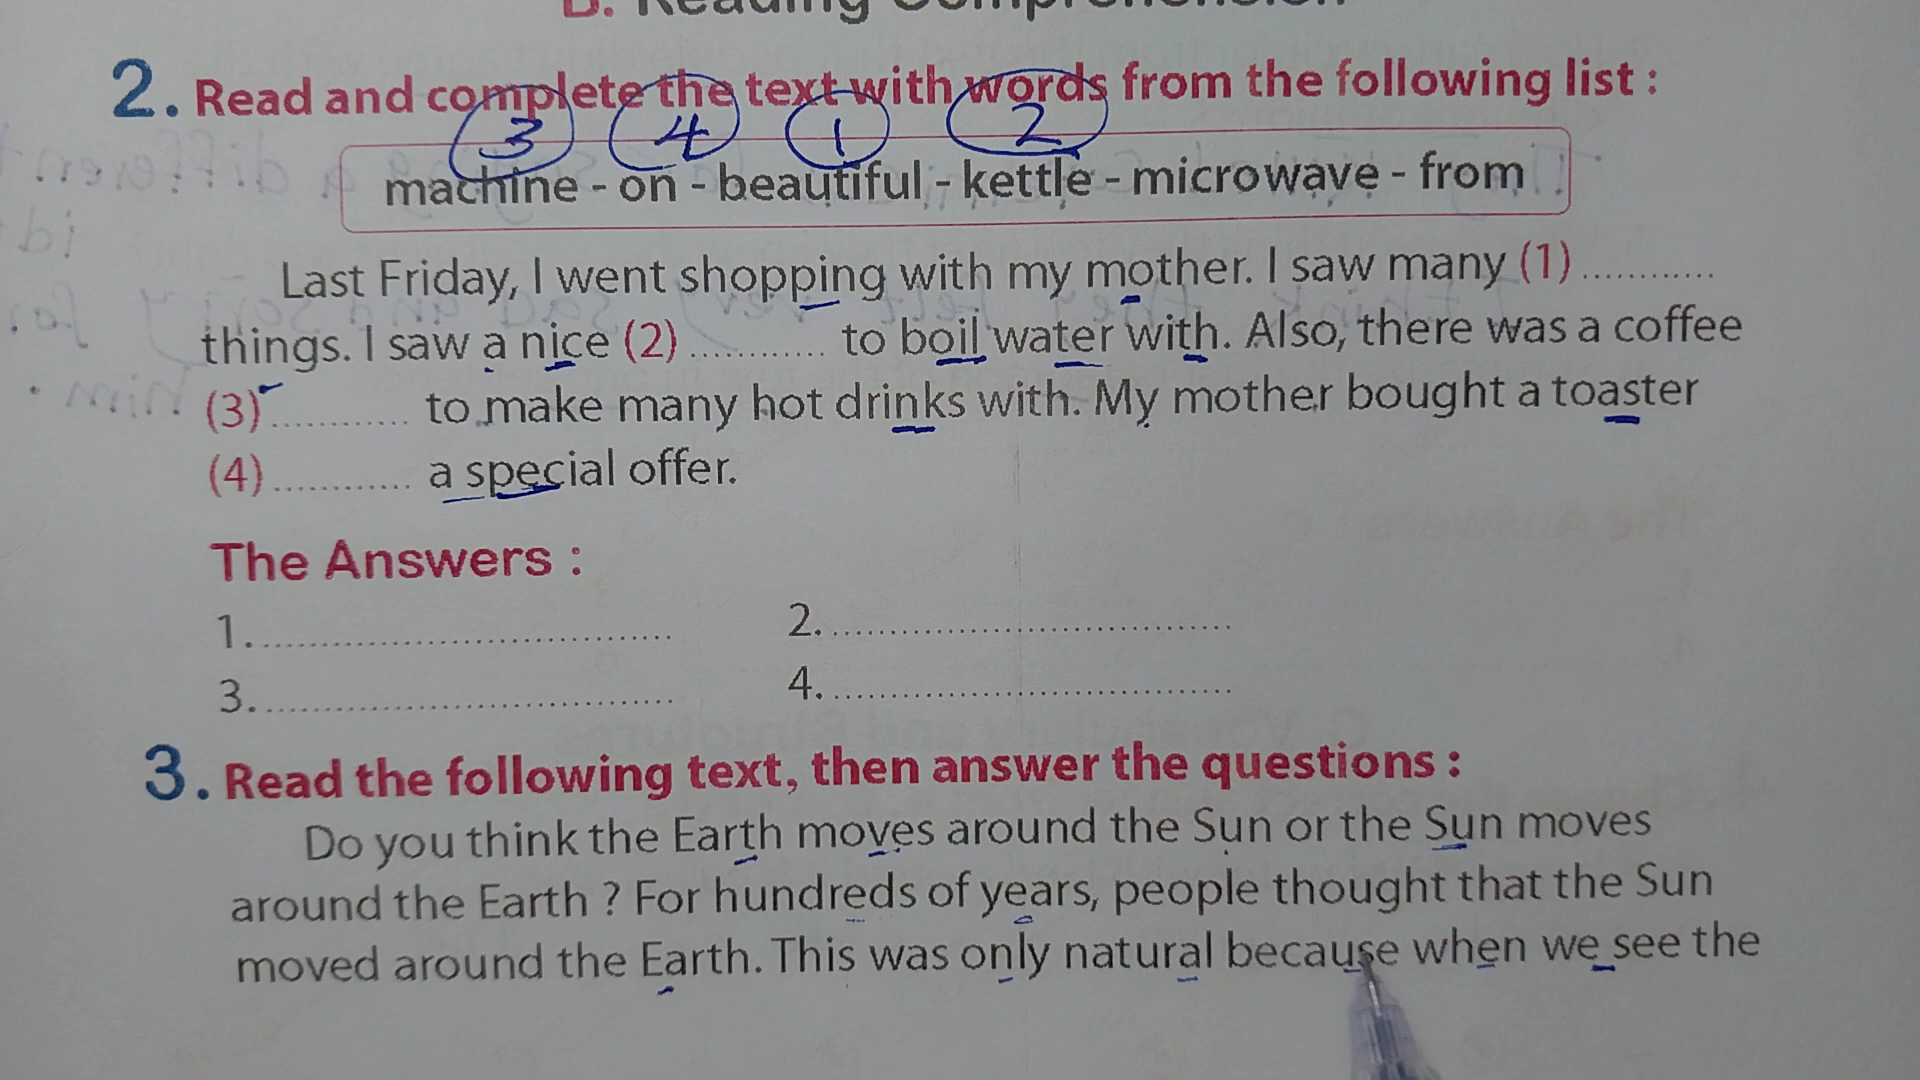 B. Reading Comprehension
2. Read and complete the text with words from the following list :
3 4 1 2
machine - on - beautiful - kettle - microwave - from
Last Friday, I went shopping with my mother. I saw many (1) ............
things. I saw a nice (2) ............ to boil water with. Also, there was a coffee
(3) ............ to make many hot drinks with. My mother bought a toaster
(4) ............ a special offer.
The Answers :
1. ................................... 2. ...................................
3. ................................... 4. ...................................
3. Read the following text, then answer the questions :
Do you think the Earth moves around the Sun or the Sun moves
around the Earth ? For hundreds of years, people thought that the Sun
moved around the Earth. This was only natural because when we see the